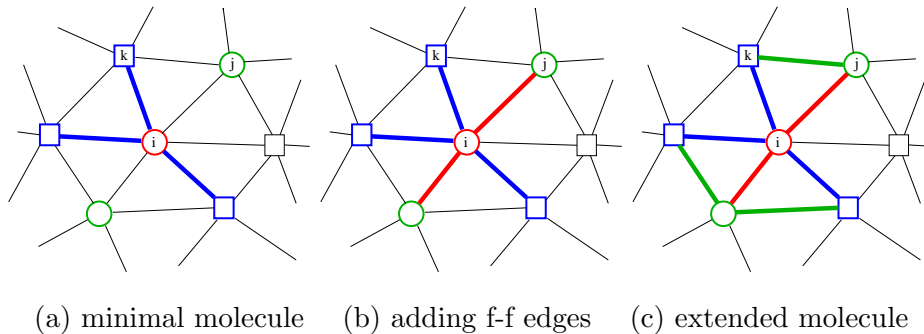 k
j
i
k
j
i
k
j
i
(a) minimal molecule
(b) adding f-f edges
(c) extended molecule